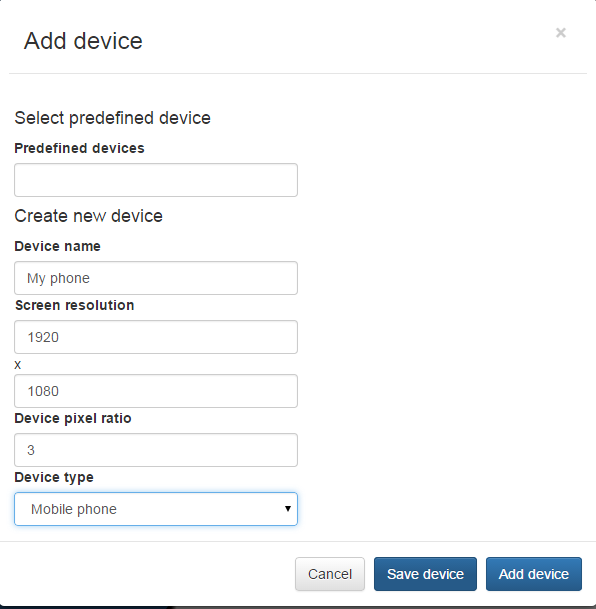 Add device
×
Select predefined device
Predefined devices
Create new device
Device name
My phone
Screen resolution
1920
x
1080
Device pixel ratio
3
Device type
Mobile phone
Cancel Save device Add device